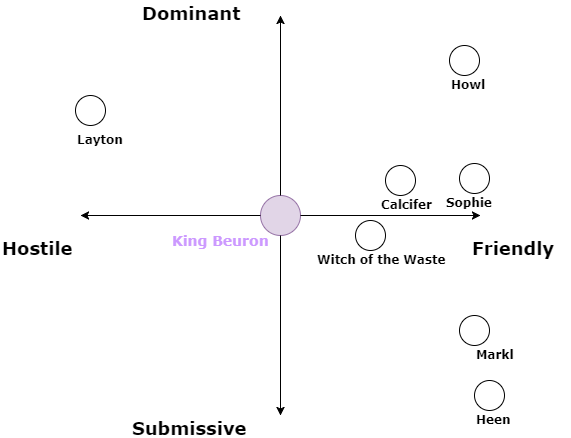 Dominant
Howl
Layton
Calcifer
Sophie
King Beuron
Hostile
Friendly
Witch of the Waste
Markl
Heen
Submissive